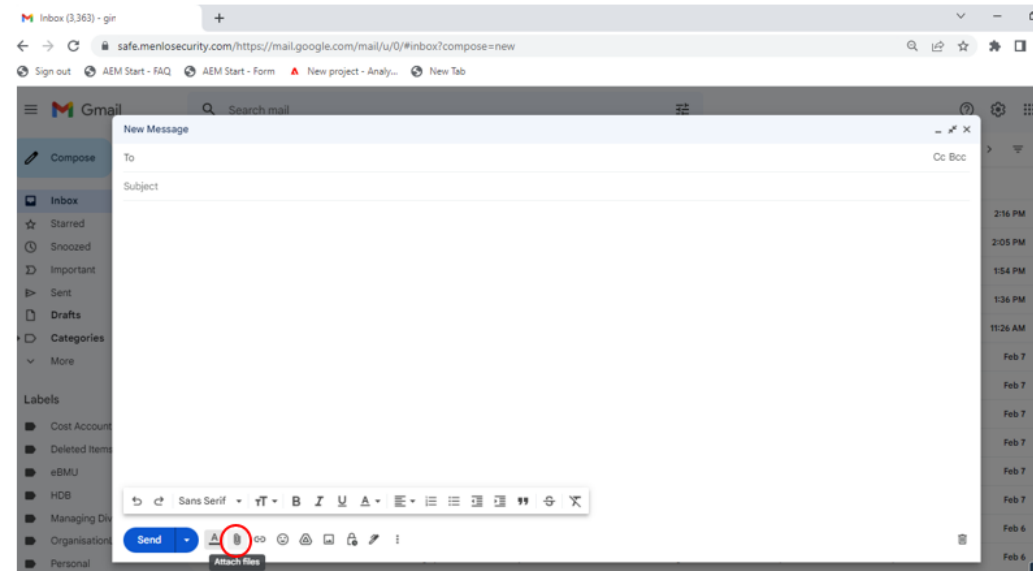 Inbox (3,363) - gin
safe.menlosecurity.com/https://mail.google.com/mail/u/0/#inbox?compose=new
Sign out AEM Start - FAQ AEM Start - Form New project - Analy... New Tab
Gmail Search mail
New Message
Compose
To Cc Bcc
Subject
Inbox
Starred 2:16 PM
Snoozed 2:05 PM
Important 1:54 PM
Sent
Drafts 1:36 PM
Categories 11:26 AM
More Feb 7
Feb 7
Labels
Cost Account Feb 7
Deleted Items Feb 7
eBMU Feb 7
HDB Feb 7
Sans Serif B I U A
Managing Div
Feb 6
Organisation
Send A
Personal Feb 6
Attach files